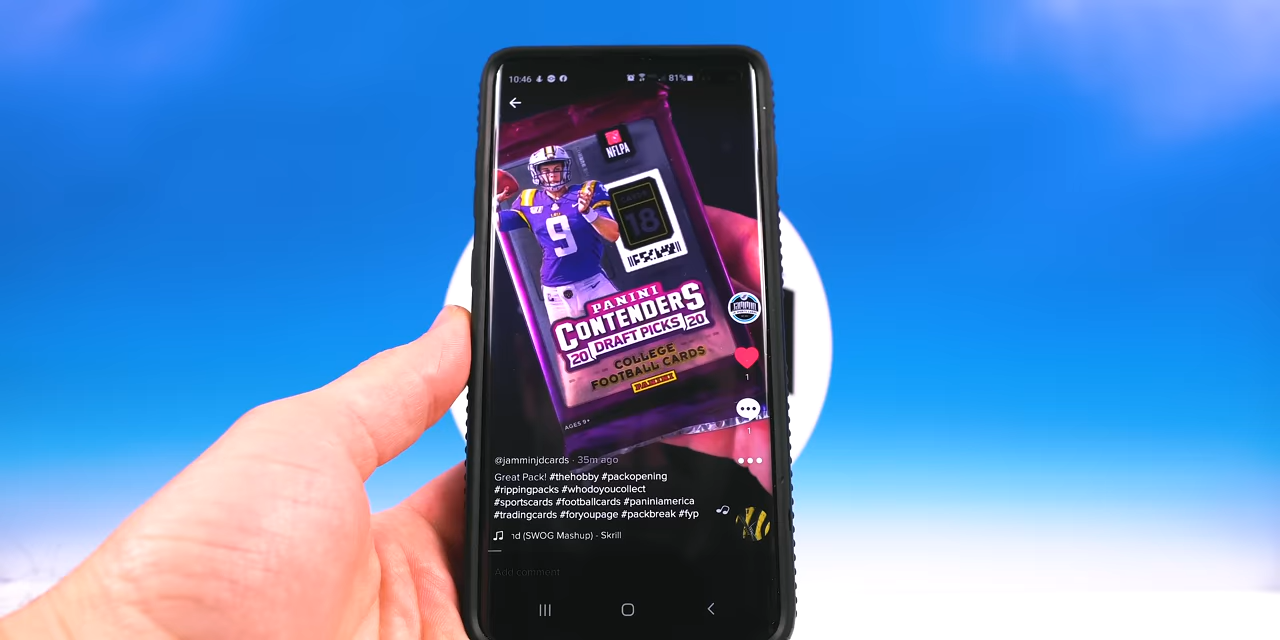 10:46
81%
NFLPA
9
18
PANINI
CONTENDERS
20 DRAFT PICKS 20
COLLEGE
FOOTBALL CARDS
PANINI
AGES 9+
1
1
@jamminjdcards · 35m ago
Great Pack! #thehobby #packopening
#rippingpacks #whodoyoucollect
#sportscards #footballcards #paniniamerica
#tradingcards #foryoupage #packbreak #fyp
nd (SWOG Mashup) - Skrill
Add comment